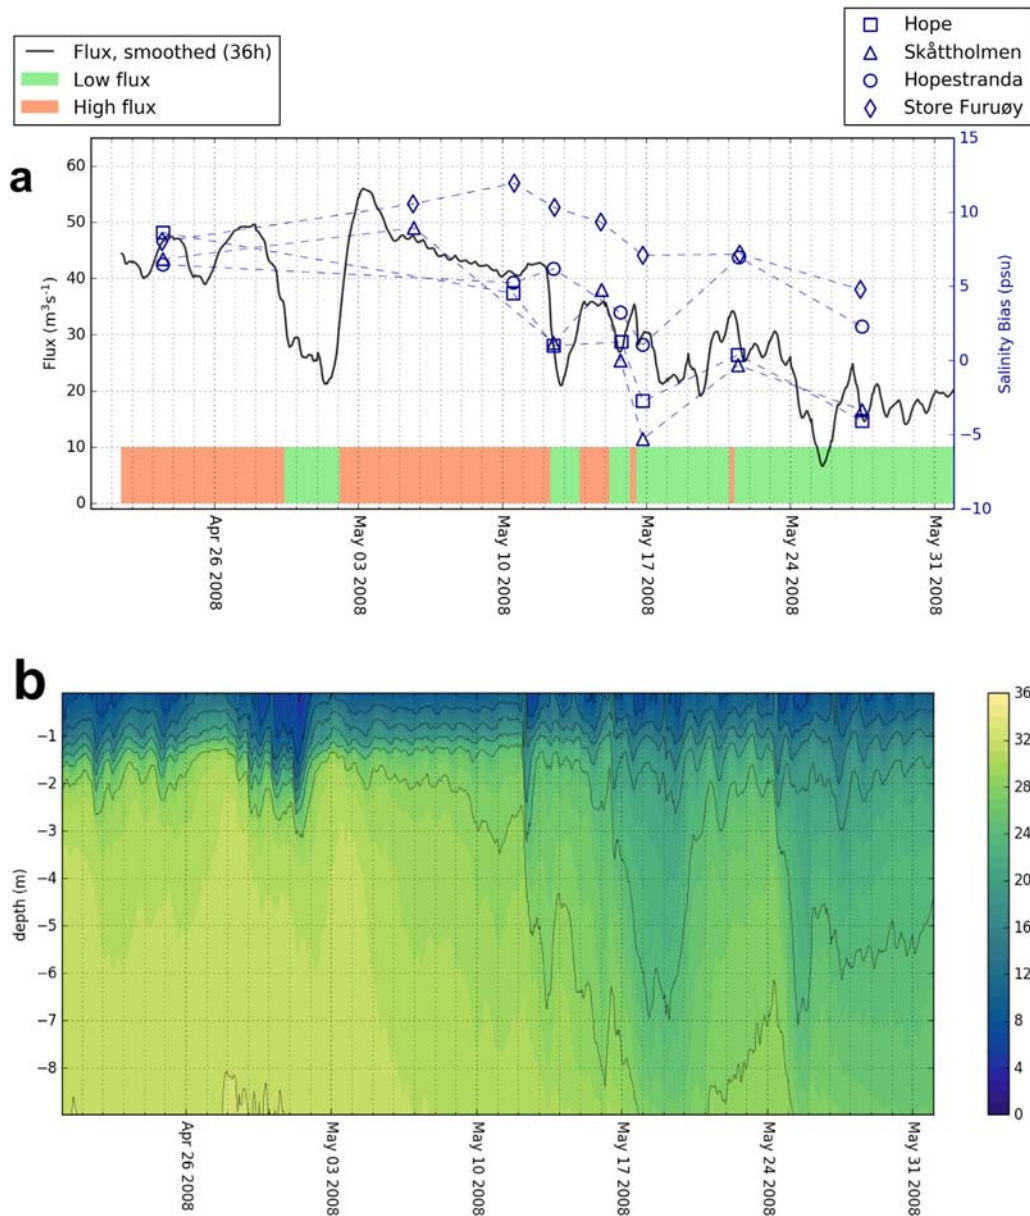 Flux, smoothed (36h)
Low flux
High flux
Hope
Skåttholmen
Hopestranda
Store Furuøy
a
60
50
40
30
20
10
0
Flux (m³s⁻¹)
15
10
5
0
−5
−10
Salinity Bias (psu)
Apr 26 2008
May 03 2008
May 10 2008
May 17 2008
May 24 2008
May 31 2008
b
−1
−2
−3
−4
−5
−6
−7
−8
depth (m)
36
32
28
24
20
16
12
8
4
0
Apr 26 2008
May 03 2008
May 10 2008
May 17 2008
May 24 2008
May 31 2008